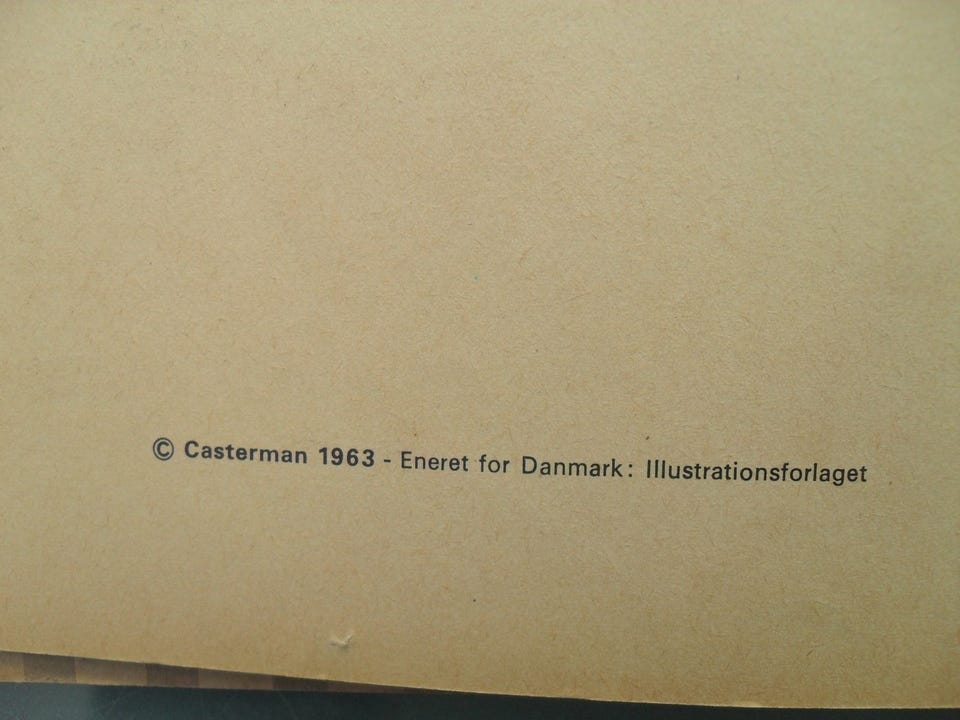 © Casterman 1963 - Eneret for Danmark: Illustrationsforlaget